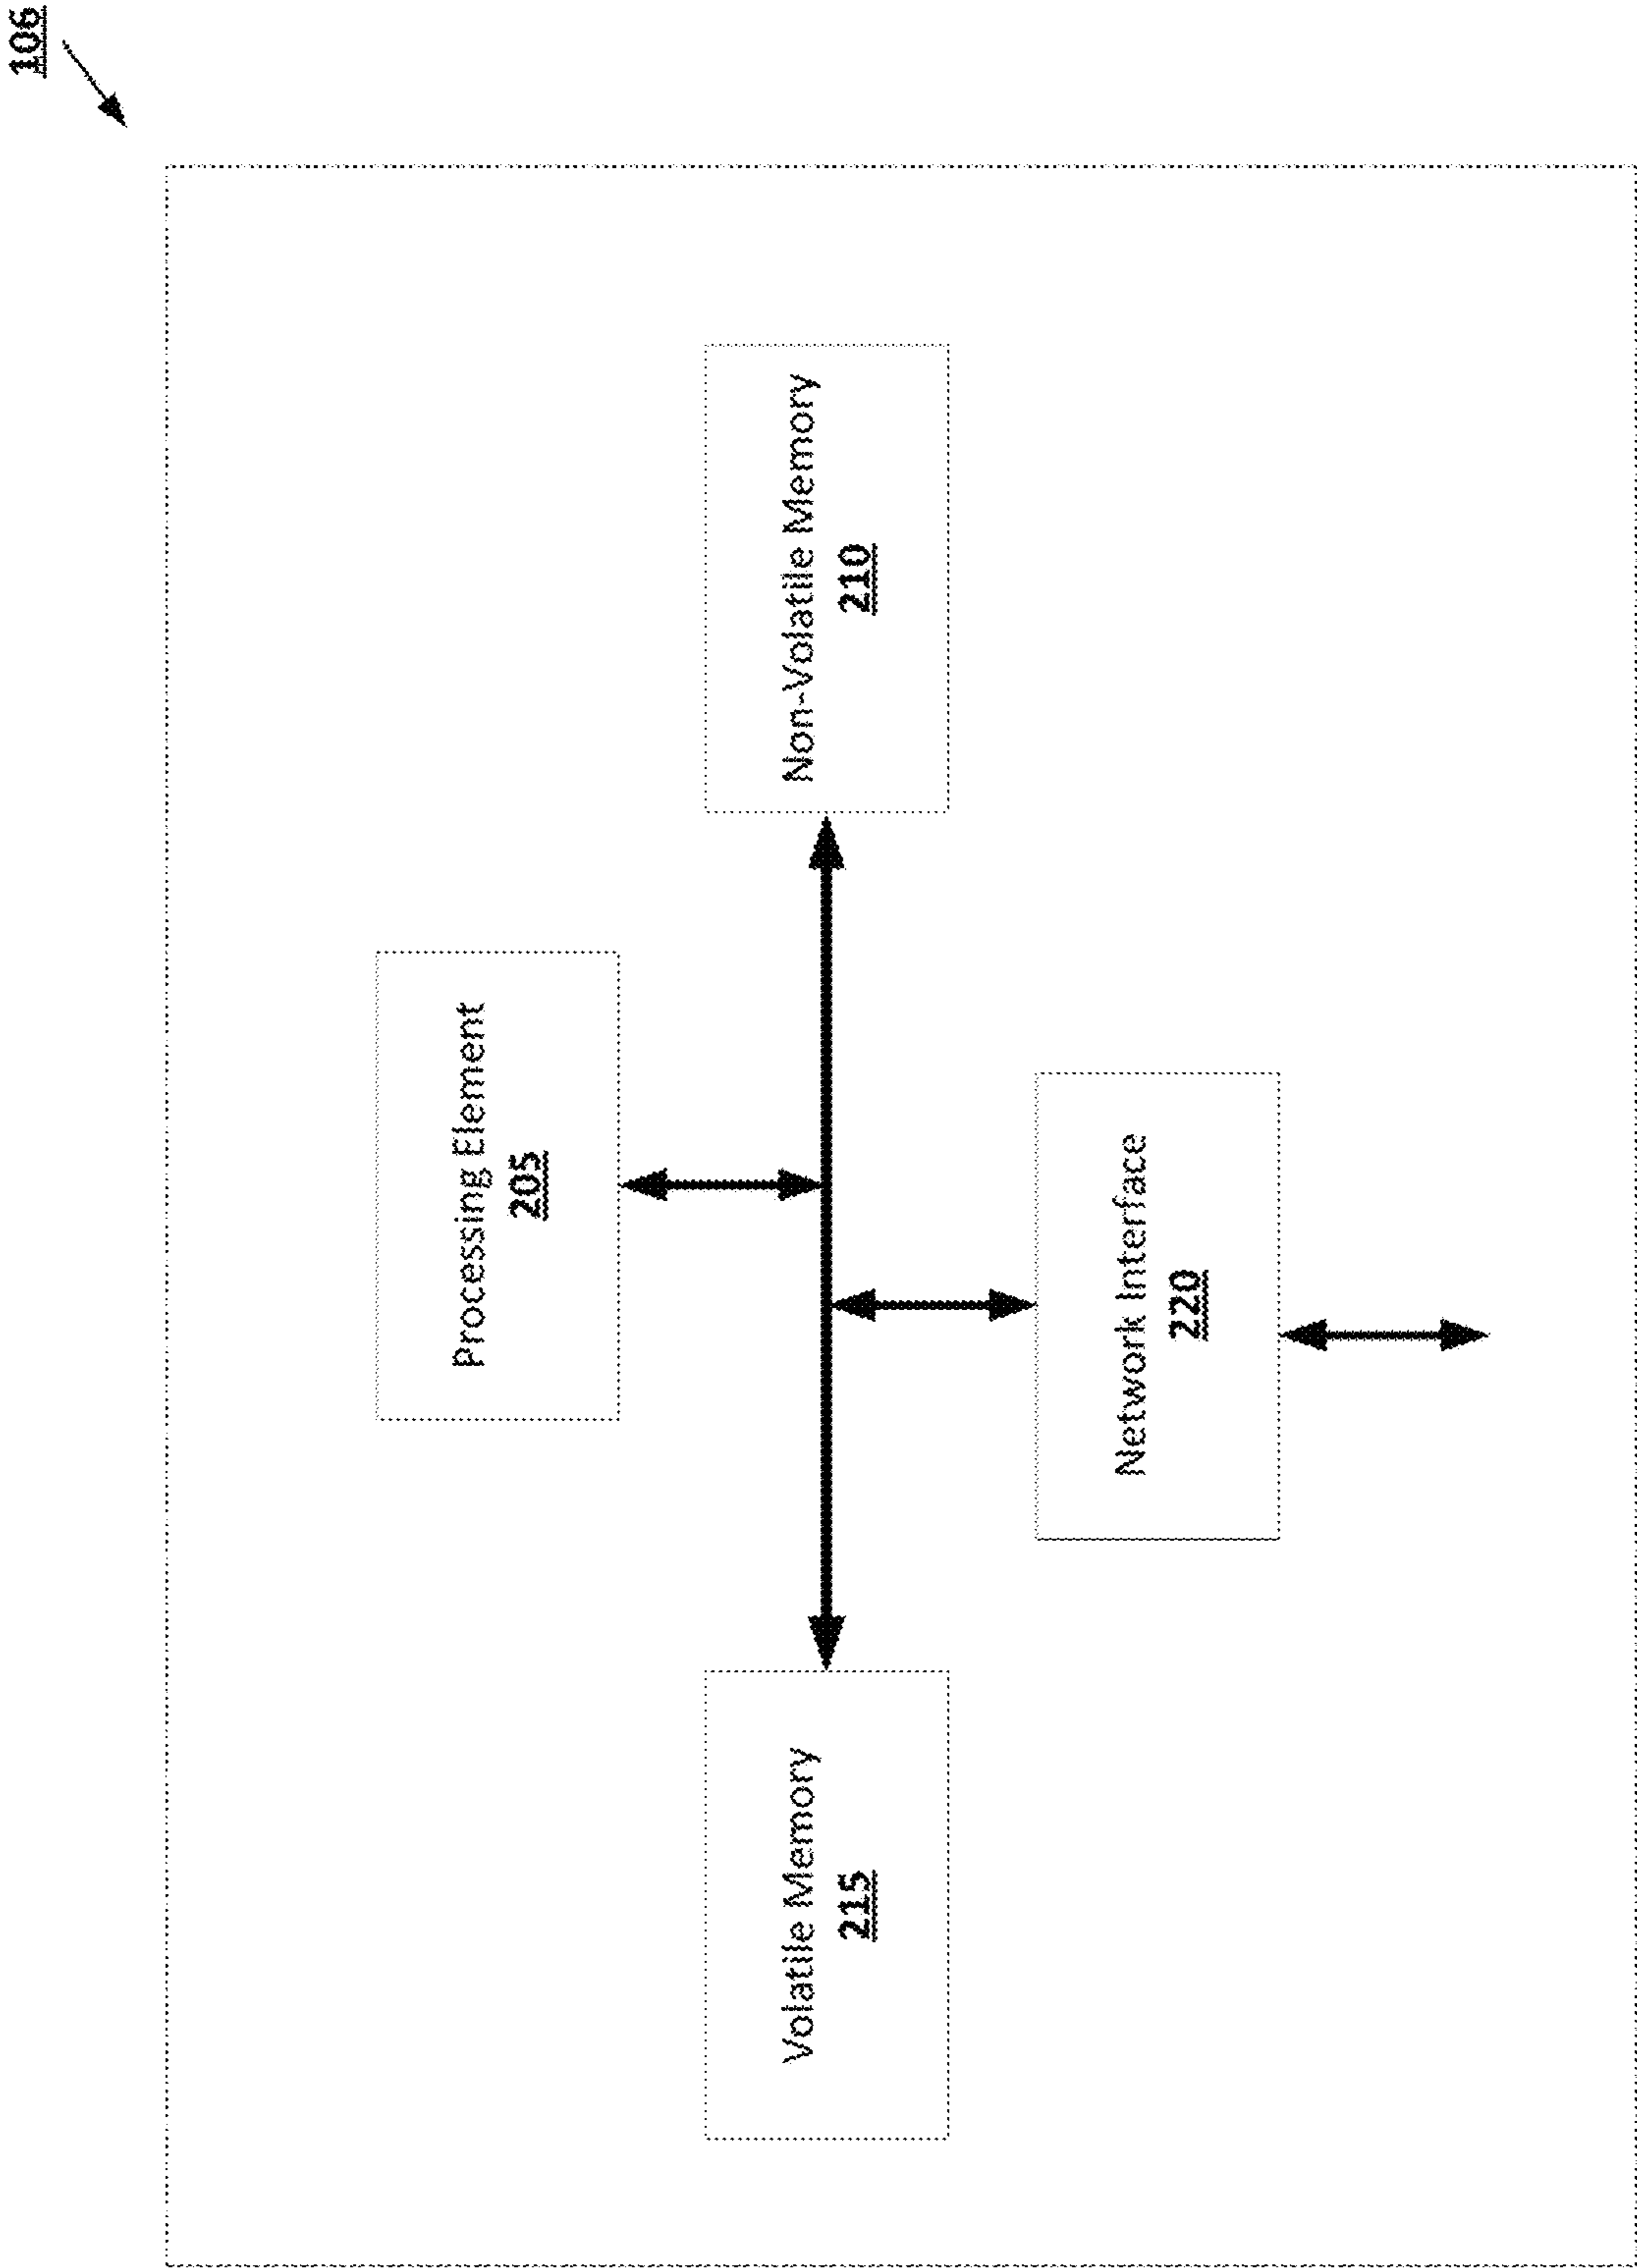 106
Processing Element
205
Volatile Memory
215
Non-Volatile Memory
210
Network Interface
220